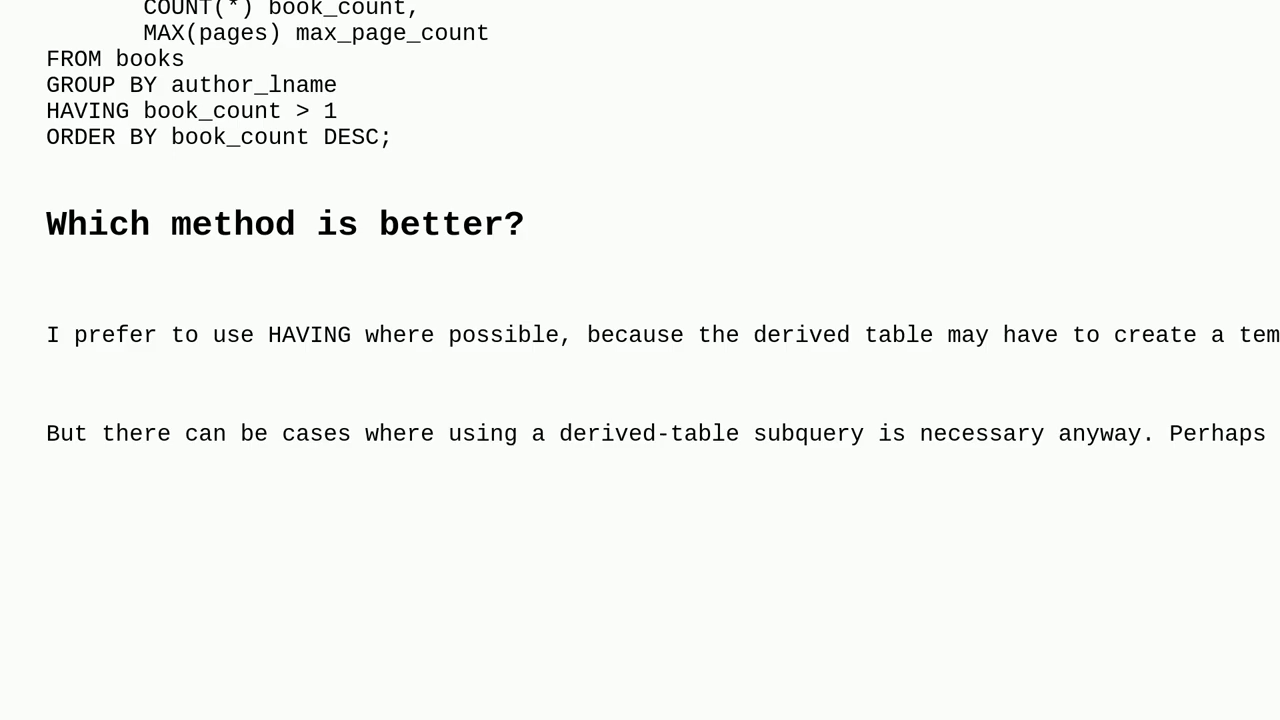 COUNT(*) book_count,
MAX(pages) max_page_count
FROM books
GROUP BY author_lname
HAVING book_count > 1
ORDER BY book_count DESC;
Which method is better?
I prefer to use HAVING where possible, because the derived table may have to create a tem
But there can be cases where using a derived-table subquery is necessary anyway. Perhaps